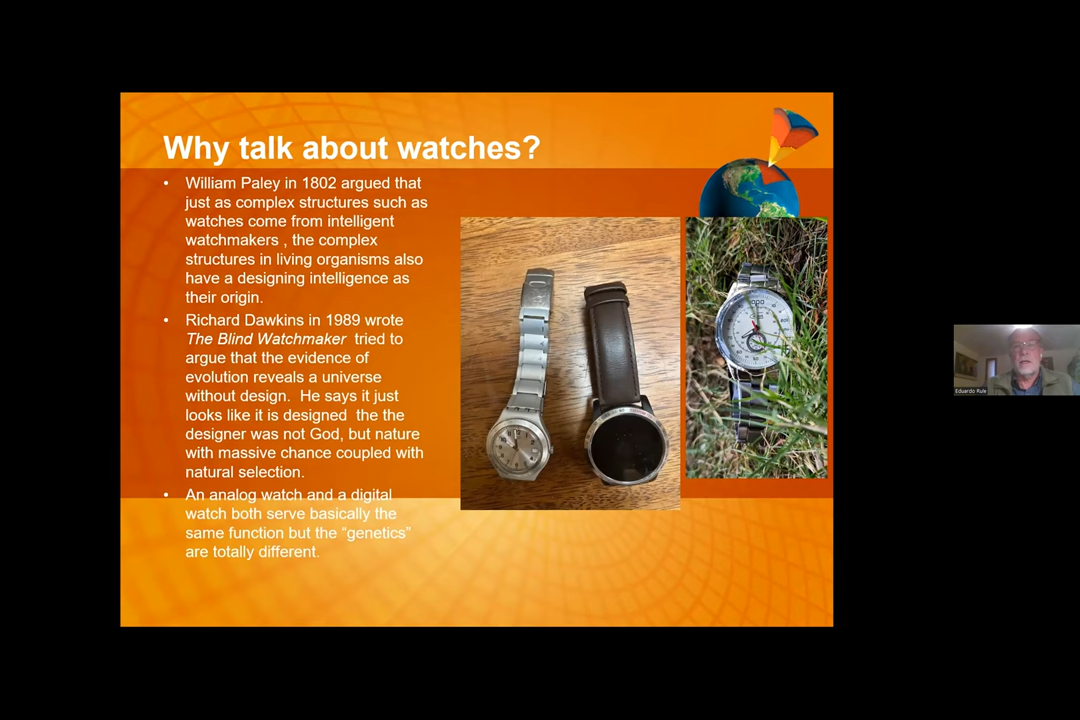 Why talk about watches?
• William Paley in 1802 argued that
just as complex structures such as
watches come from intelligent
watchmakers , the complex
structures in living organisms also
have a designing intelligence as
their origin.
• Richard Dawkins in 1989 wrote
The Blind Watchmaker tried to
argue that the evidence of
evolution reveals a universe
without design. He says it just
looks like it is designed the the
designer was not God, but nature
with massive chance coupled with
natural selection.
• An analog watch and a digital
watch both serve basically the
same function but the “genetics”
are totally different.
Eduardo Rule